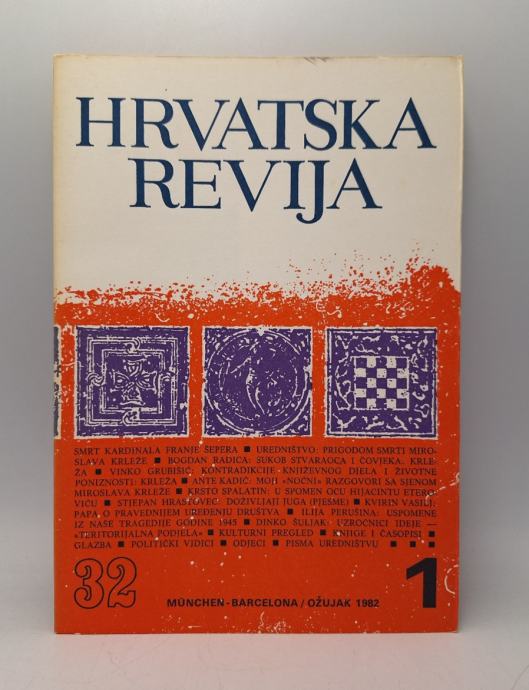 HRVATSKA
REVIJA
SMRT KARDINALA FRANJE ŠEPERA ■ UREDNIŠTVO: PRIGODOM SMRTI MIRO-
SLAVA KRLEŽE ■ BOGDAN RADICA: SUKOB STVARAOCA I ČOVJEKA. KRLE-
ŽA ■ VINKO GRUBIŠIĆ: KONTRADIKCIJE KNJIŽEVNOG DJELA I ŽIVOTNE
PONIZNOSTI: KRLEŽA ■ ANTE KADIĆ: MOJI «NOĆNI» RAZGOVORI SA SJENOM
MIROSLAVA KRLEŽE ■ KRSTO SPALATIN: U SPOMEN OCU HIJACINTU ETERO-
VIĆU ■ STJEPAN HRASTOVEC: DOŽIVLJAJI JUGA (PJESME) ■ KVIRIN VASILJ:
PAPA O PRAVEDNIJEM UREĐENJU DRUŠTVA ■ ILIJA PERUŠINA: USPOMENE
IZ NAŠE TRAGEDIJE GODINE 1945 ■ DINKO ŠULJAK: UZROČNICI IDEJE —
«TERITORIJALNA PODJELA» ■ KULTURNI PREGLED ■ KNJIGE I ČASOPISI ■
GLAZBA ■ POLITIČKI VIDICI ■ ODJECI ■ PISMA UREDNIŠTVU ■ ■ ■
32
MÜNCHEN-BARCELONA / OŽUJAK 1982
1